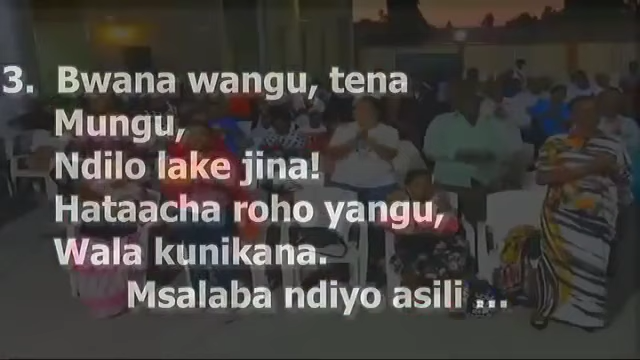 3. Bwana wangu, tena
Mungu,
Ndilo lake jina!
Hataacha roho yangu,
Wala kunikana.
Msalaba ndiyo asili ...